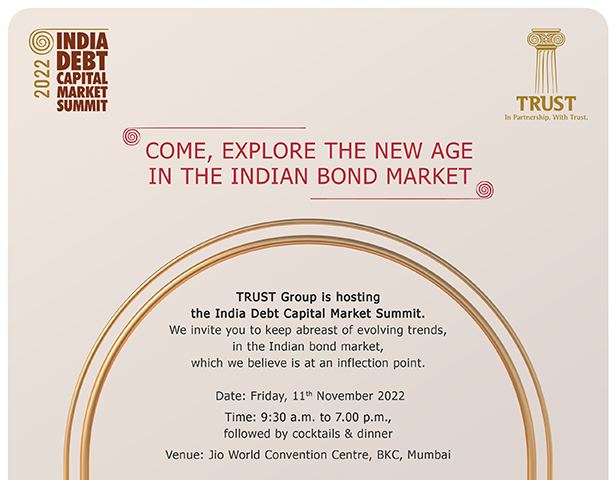 2022
INDIA
DEBT
CAPITAL
MARKET
SUMMIT
TRUST
In Partnership. With Trust.
COME, EXPLORE THE NEW AGE
IN THE INDIAN BOND MARKET
TRUST Group is hosting
the India Debt Capital Market Summit.
We invite you to keep abreast of evolving trends,
in the Indian bond market,
which we believe is at an inflection point.
Date: Friday, 11th November 2022
Time: 9:30 a.m. to 7.00 p.m.,
followed by cocktails & dinner
Venue: Jio World Convention Centre, BKC, Mumbai